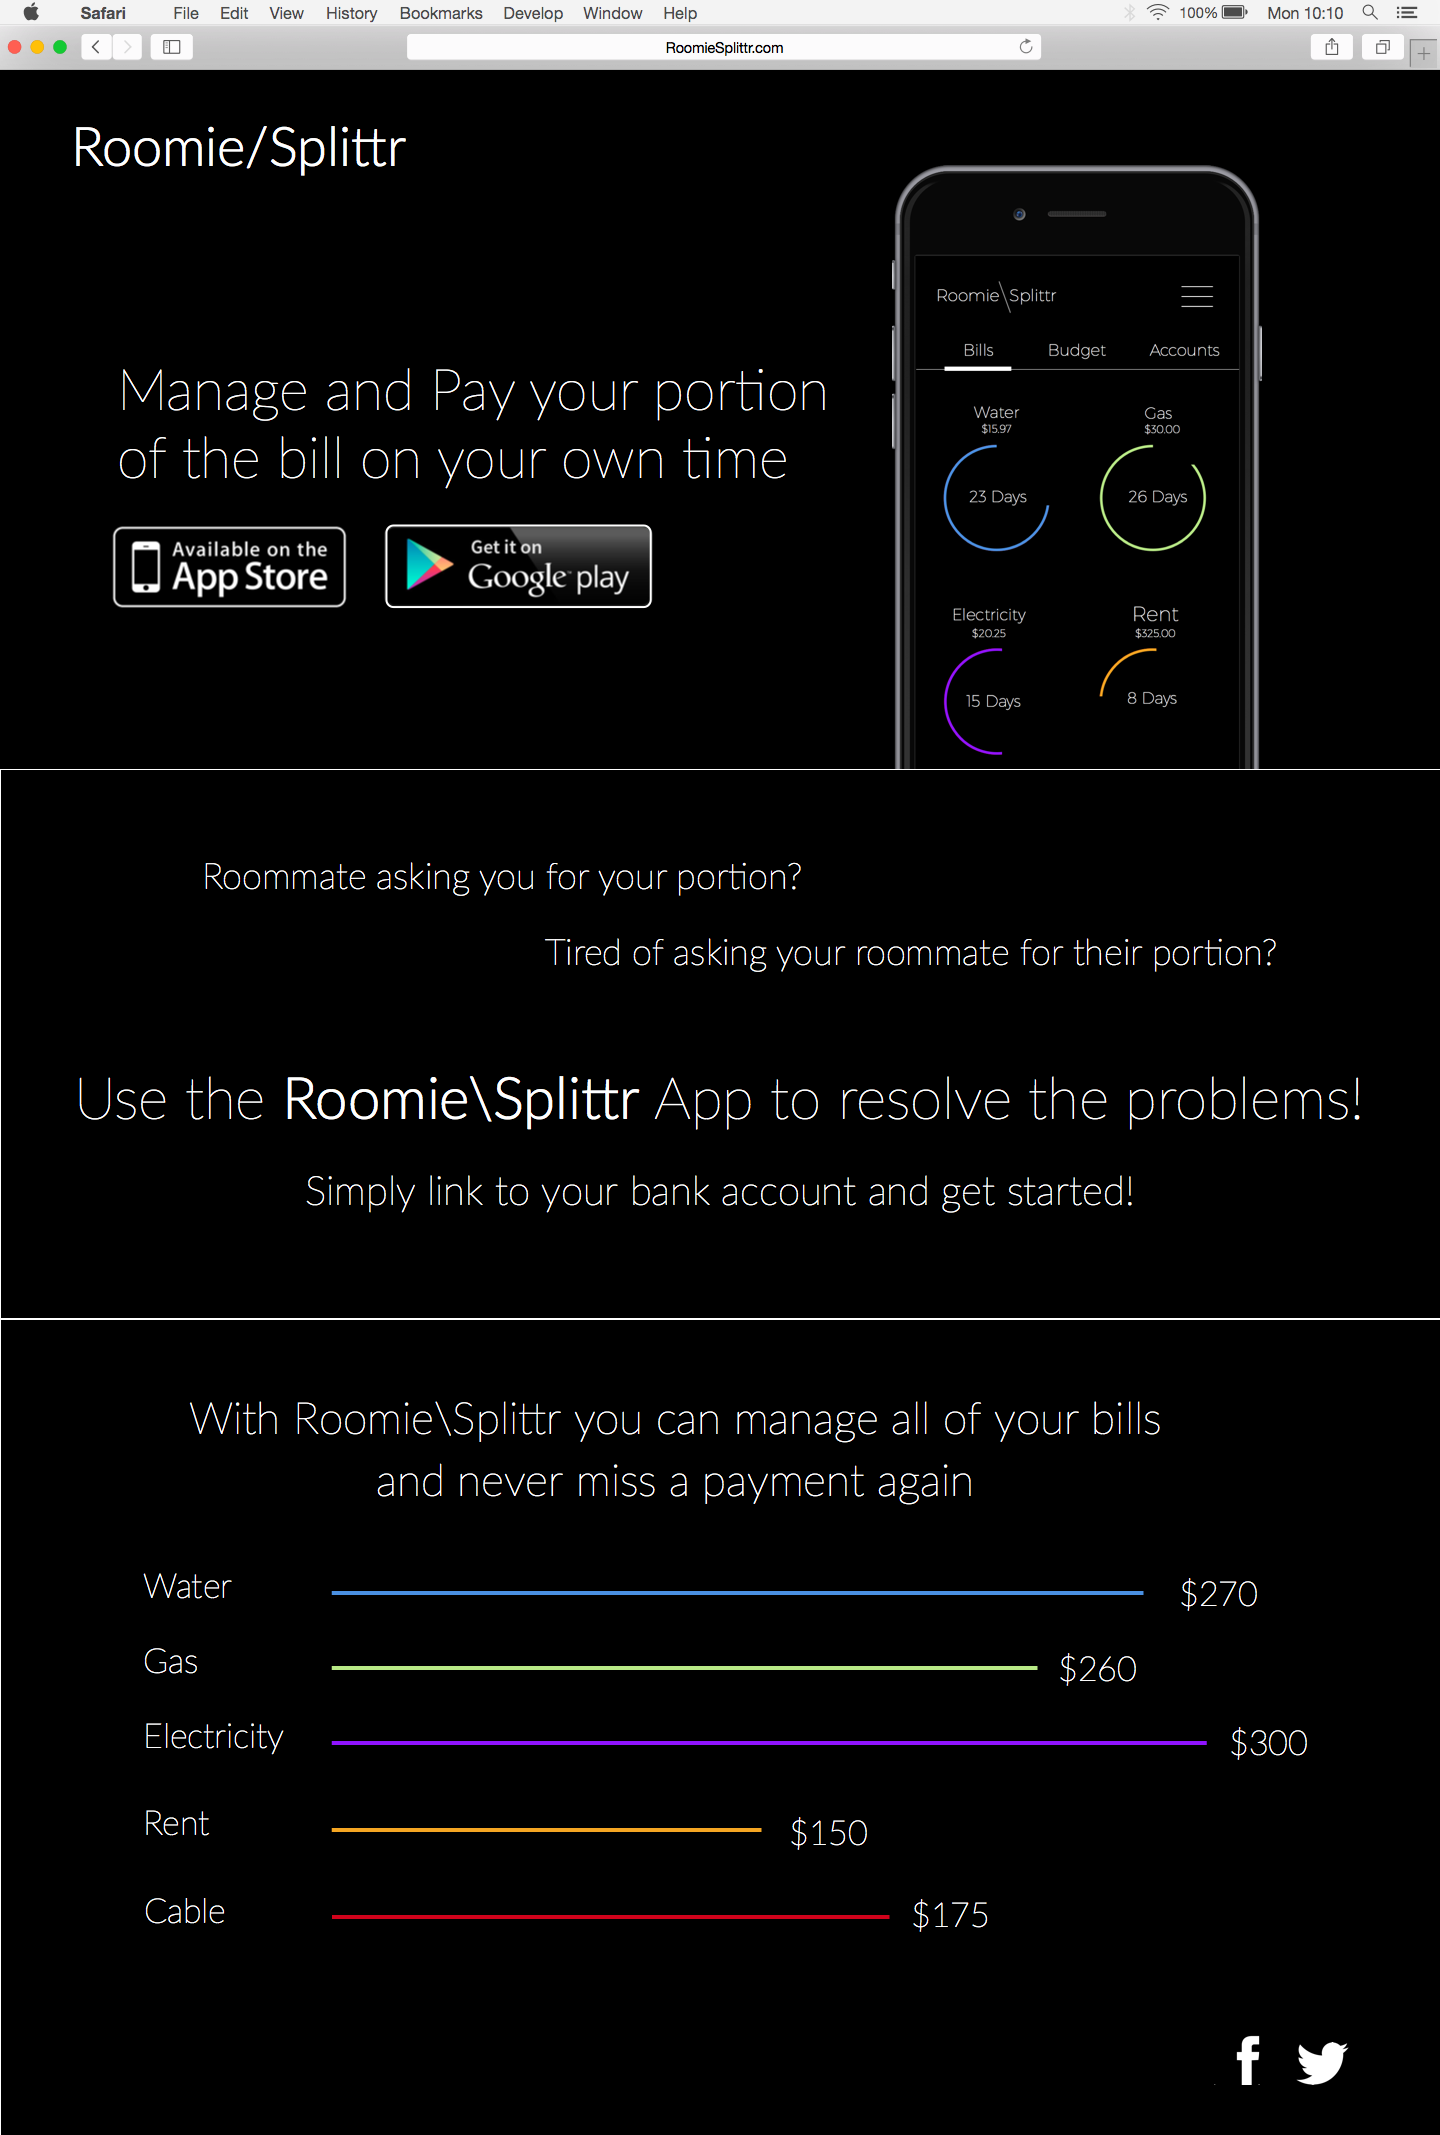 Safari File Edit View History Bookmarks Develop Window Help 100% Mon 10:10
RoomieSplittr.com
Roomie/Splittr
Manage and Pay your portion
of the bill on your own time
Available on the
App Store
Get it on
Google play
Roomie\Splittr
Bills Budget Accounts
Water Gas
$15.97 $30.00
23 Days 26 Days
Electricity Rent
$20.25 $325.00
15 Days 8 Days
Roommate asking you for your portion?
Tired of asking your roommate for their portion?
Use the Roomie\Splittr App to resolve the problems!
Simply link to your bank account and get started!
With Roomie\Splittr you can manage all of your bills
and never miss a payment again
Water $270
Gas $260
Electricity $300
Rent $150
Cable $175